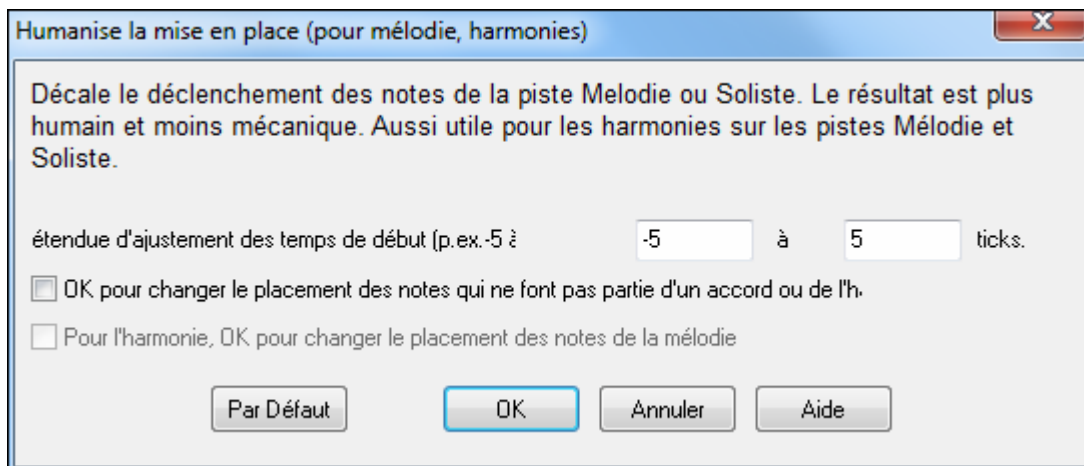 Humanise la mise en place (pour mélodie, harmonies)
Décale le déclenchement des notes de la piste Melodie ou Soliste. Le résultat est plus
humain et moins mécanique. Aussi utile pour les harmonies sur les pistes Mélodie et
Soliste.
étendue d'ajustement des temps de début (p.ex.-5 à -5 à 5 ticks.
OK pour changer le placement des notes qui ne font pas partie d'un accord ou de l'h
Pour l'harmonie, OK pour changer le placement des notes de la mélodie
Par Défaut OK Annuler Aide